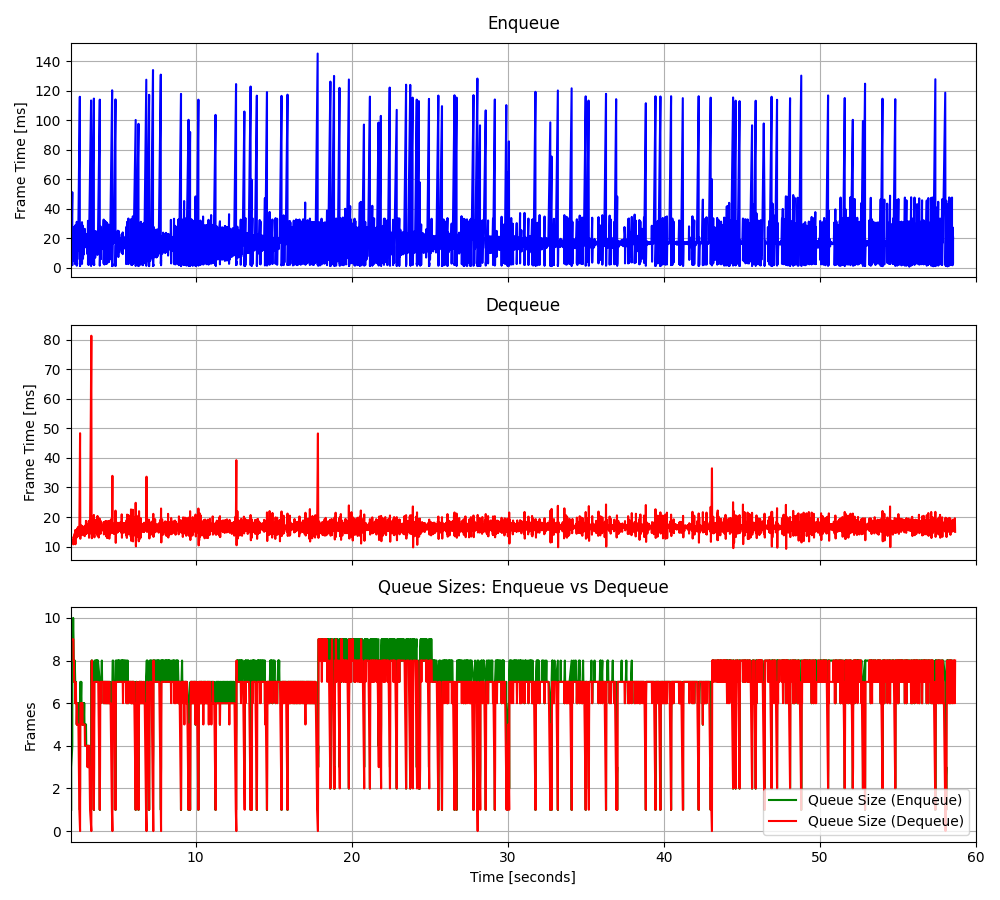 Enqueue
Frame Time [ms]
140
120
100
80
60
40
20
0
Dequeue
Frame Time [ms]
80
70
60
50
40
30
20
10
Queue Sizes: Enqueue vs Dequeue
Frames
10
8
6
4
2
0
Queue Size (Enqueue)
Queue Size (Dequeue)
10 20 30 40 50 60
Time [seconds]